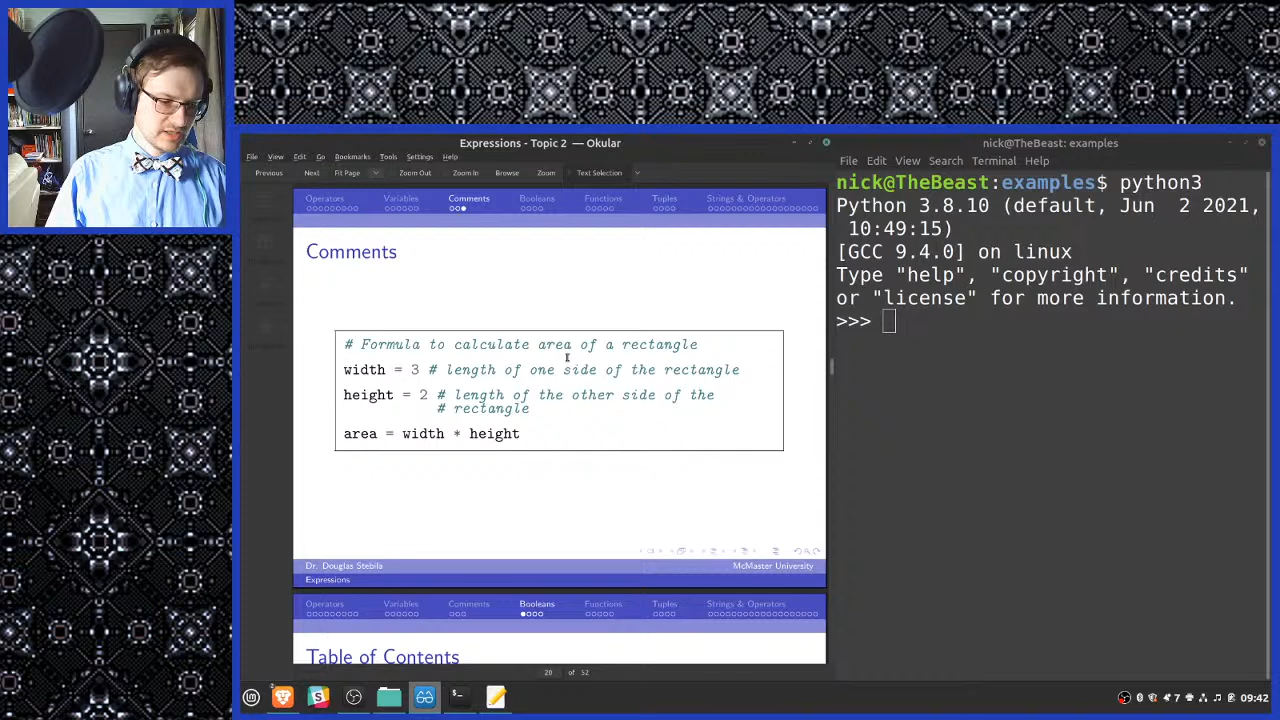 Expressions - Topic 2 — Okular
File View Edit Go Bookmarks Tools Settings Help
Previous Next Fit Page Zoom Out Zoom In Browse Zoom Text Selection
Operators Variables Comments Booleans Functions Tuples Strings & Operators
Comments
# Formula to calculate area of a rectangle
width = 3 # length of one side of the rectangle
height = 2 # length of the other side of the
# rectangle
area = width * height
Dr. Douglas Stebila McMaster University
Expressions
Operators Variables Comments Booleans Functions Tuples Strings & Operators
Table of Contents
20 of 52
nick@TheBeast: examples
File Edit View Search Terminal Help
nick@TheBeast:examples$ python3
Python 3.8.10 (default, Jun 2 2021,
10:49:15)
[GCC 9.4.0] on linux
Type "help", "copyright", "credits"
or "license" for more information.
>>>
7 09:42